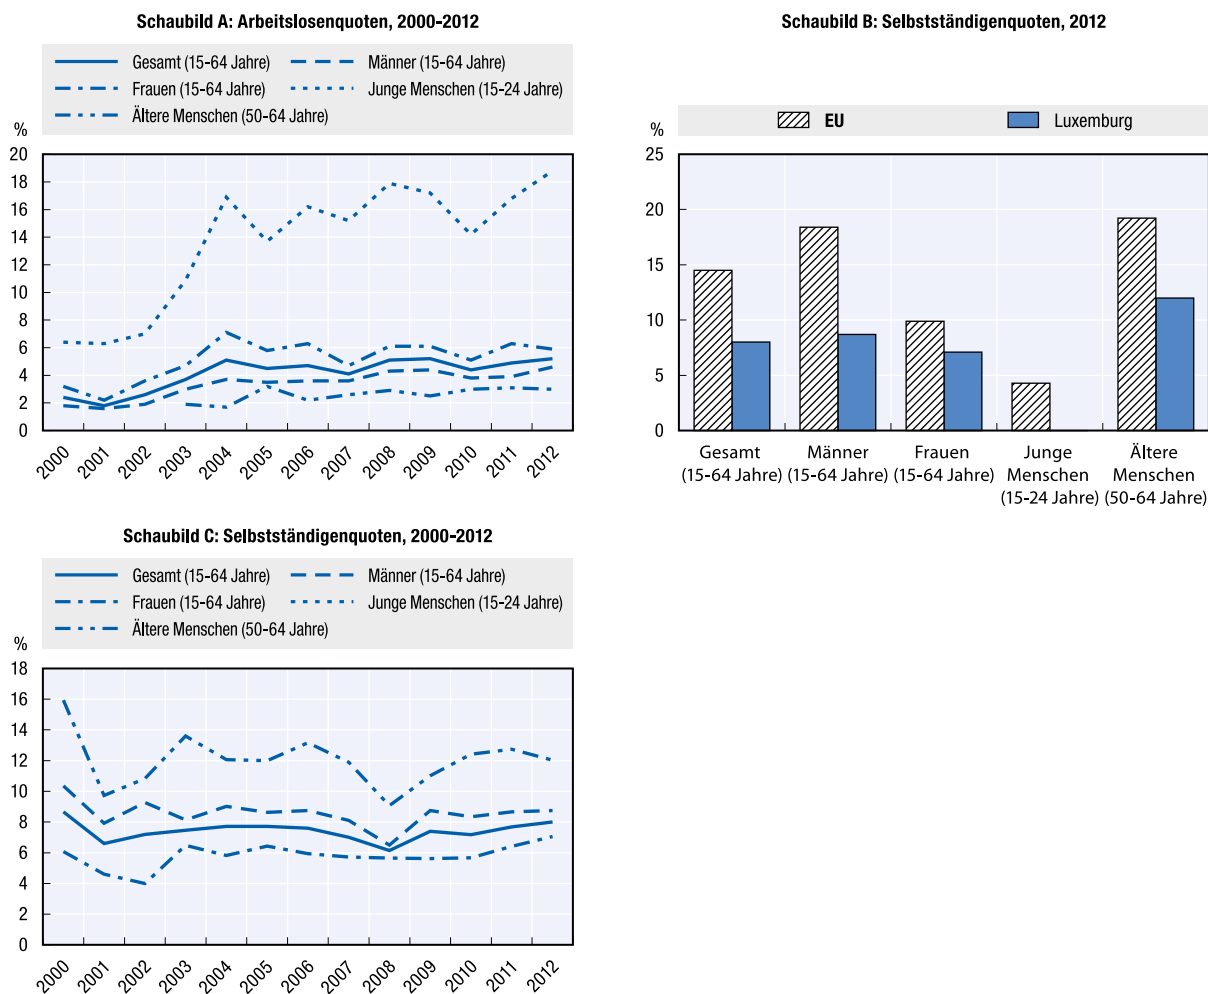 Schaubild A: Arbeitslosenquoten, 2000-2012
Gesamt (15-64 Jahre) Männer (15-64 Jahre)
Frauen (15-64 Jahre) Junge Menschen (15-24 Jahre)
Ältere Menschen (50-64 Jahre)
%
20
18
16
14
12
10
8
6
4
2
0
2000 2001 2002 2003 2004 2005 2006 2007 2008 2009 2010 2011 2012
Schaubild B: Selbstständigenquoten, 2012
EU Luxemburg
%
25
20
15
10
5
0
Gesamt Männer Frauen Junge Ältere
(15-64 Jahre) (15-64 Jahre) (15-64 Jahre) Menschen Menschen
(15-24 Jahre) (50-64 Jahre)
Schaubild C: Selbstständigenquoten, 2000-2012
Gesamt (15-64 Jahre) Männer (15-64 Jahre)
Frauen (15-64 Jahre) Junge Menschen (15-24 Jahre)
Ältere Menschen (50-64 Jahre)
%
18
16
14
12
10
8
6
4
2
0
2000 2001 2002 2003 2004 2005 2006 2007 2008 2009 2010 2011 2012